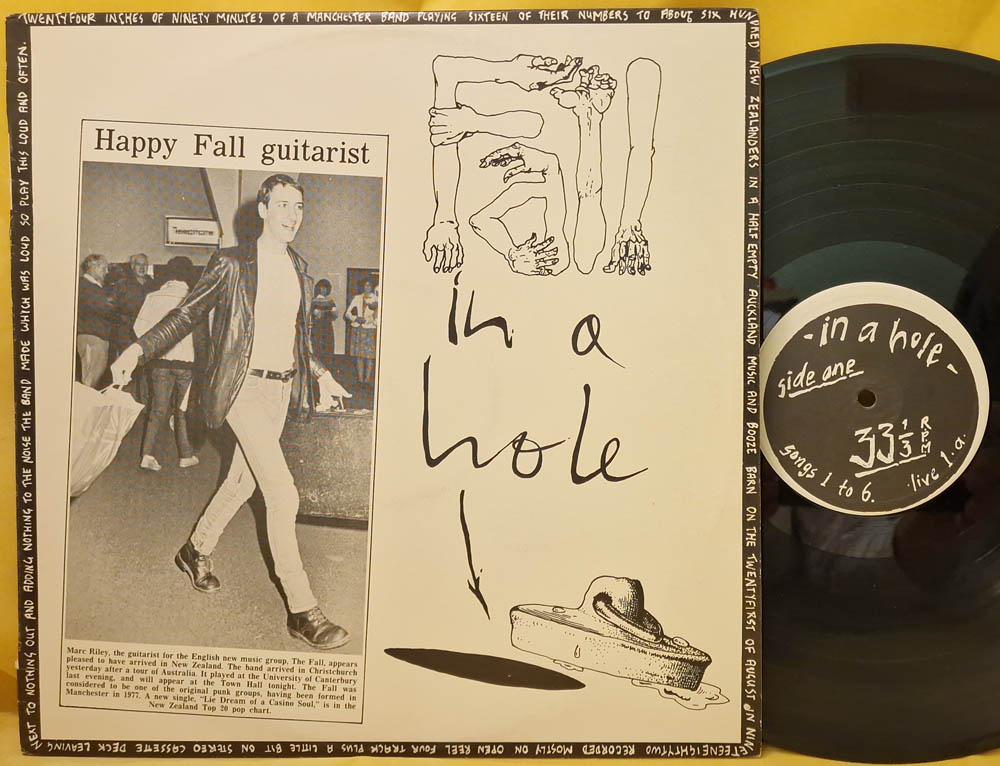 TWENTYFOUR INCHES OF NINETY MINUTES OF A MANCHESTER BAND PLAYING SIXTEEN OF THEIR NUMBERS TO ABOUT SIX HUNDRED
NEW ZEALANDERS IN A HALF EMPTY AUCKLAND MUSIC AND BOOZE BARN ON THE TWENTYFIRST OF AUGUST NINETEENEIGHTYTWO
RECORDED MOSTLY ON OPEN REEL FOUR TRACK PLUS A LITTLE BIT ON STEREO CASSETTE DECK LEAVING
NEXT TO NOTHING OUT AND ADDING NOTHING TO THE NOISE THE BAND MADE WHICH WAS LOUD SO PLAY THIS LOUD AND OFTEN.
Happy Fall guitarist
Marc Riley, the guitarist for the English new music group, The Fall, appears
pleased to have arrived in New Zealand. The band arrived in Christchurch
yesterday after a tour of Australia. It played at the University of Canterbury
last evening, and will appear at the Town Hall tonight. The Fall was
considered to be one of the original punk groups, having been formed in
Manchester in 1977. A new single, "Lie Dream of a Casino Soul," is in the
New Zealand Top 20 pop chart.
Fall
in a
hole
- in a hole -
side one
33 1/3 RPM
songs 1 to 6.
live 1.a.